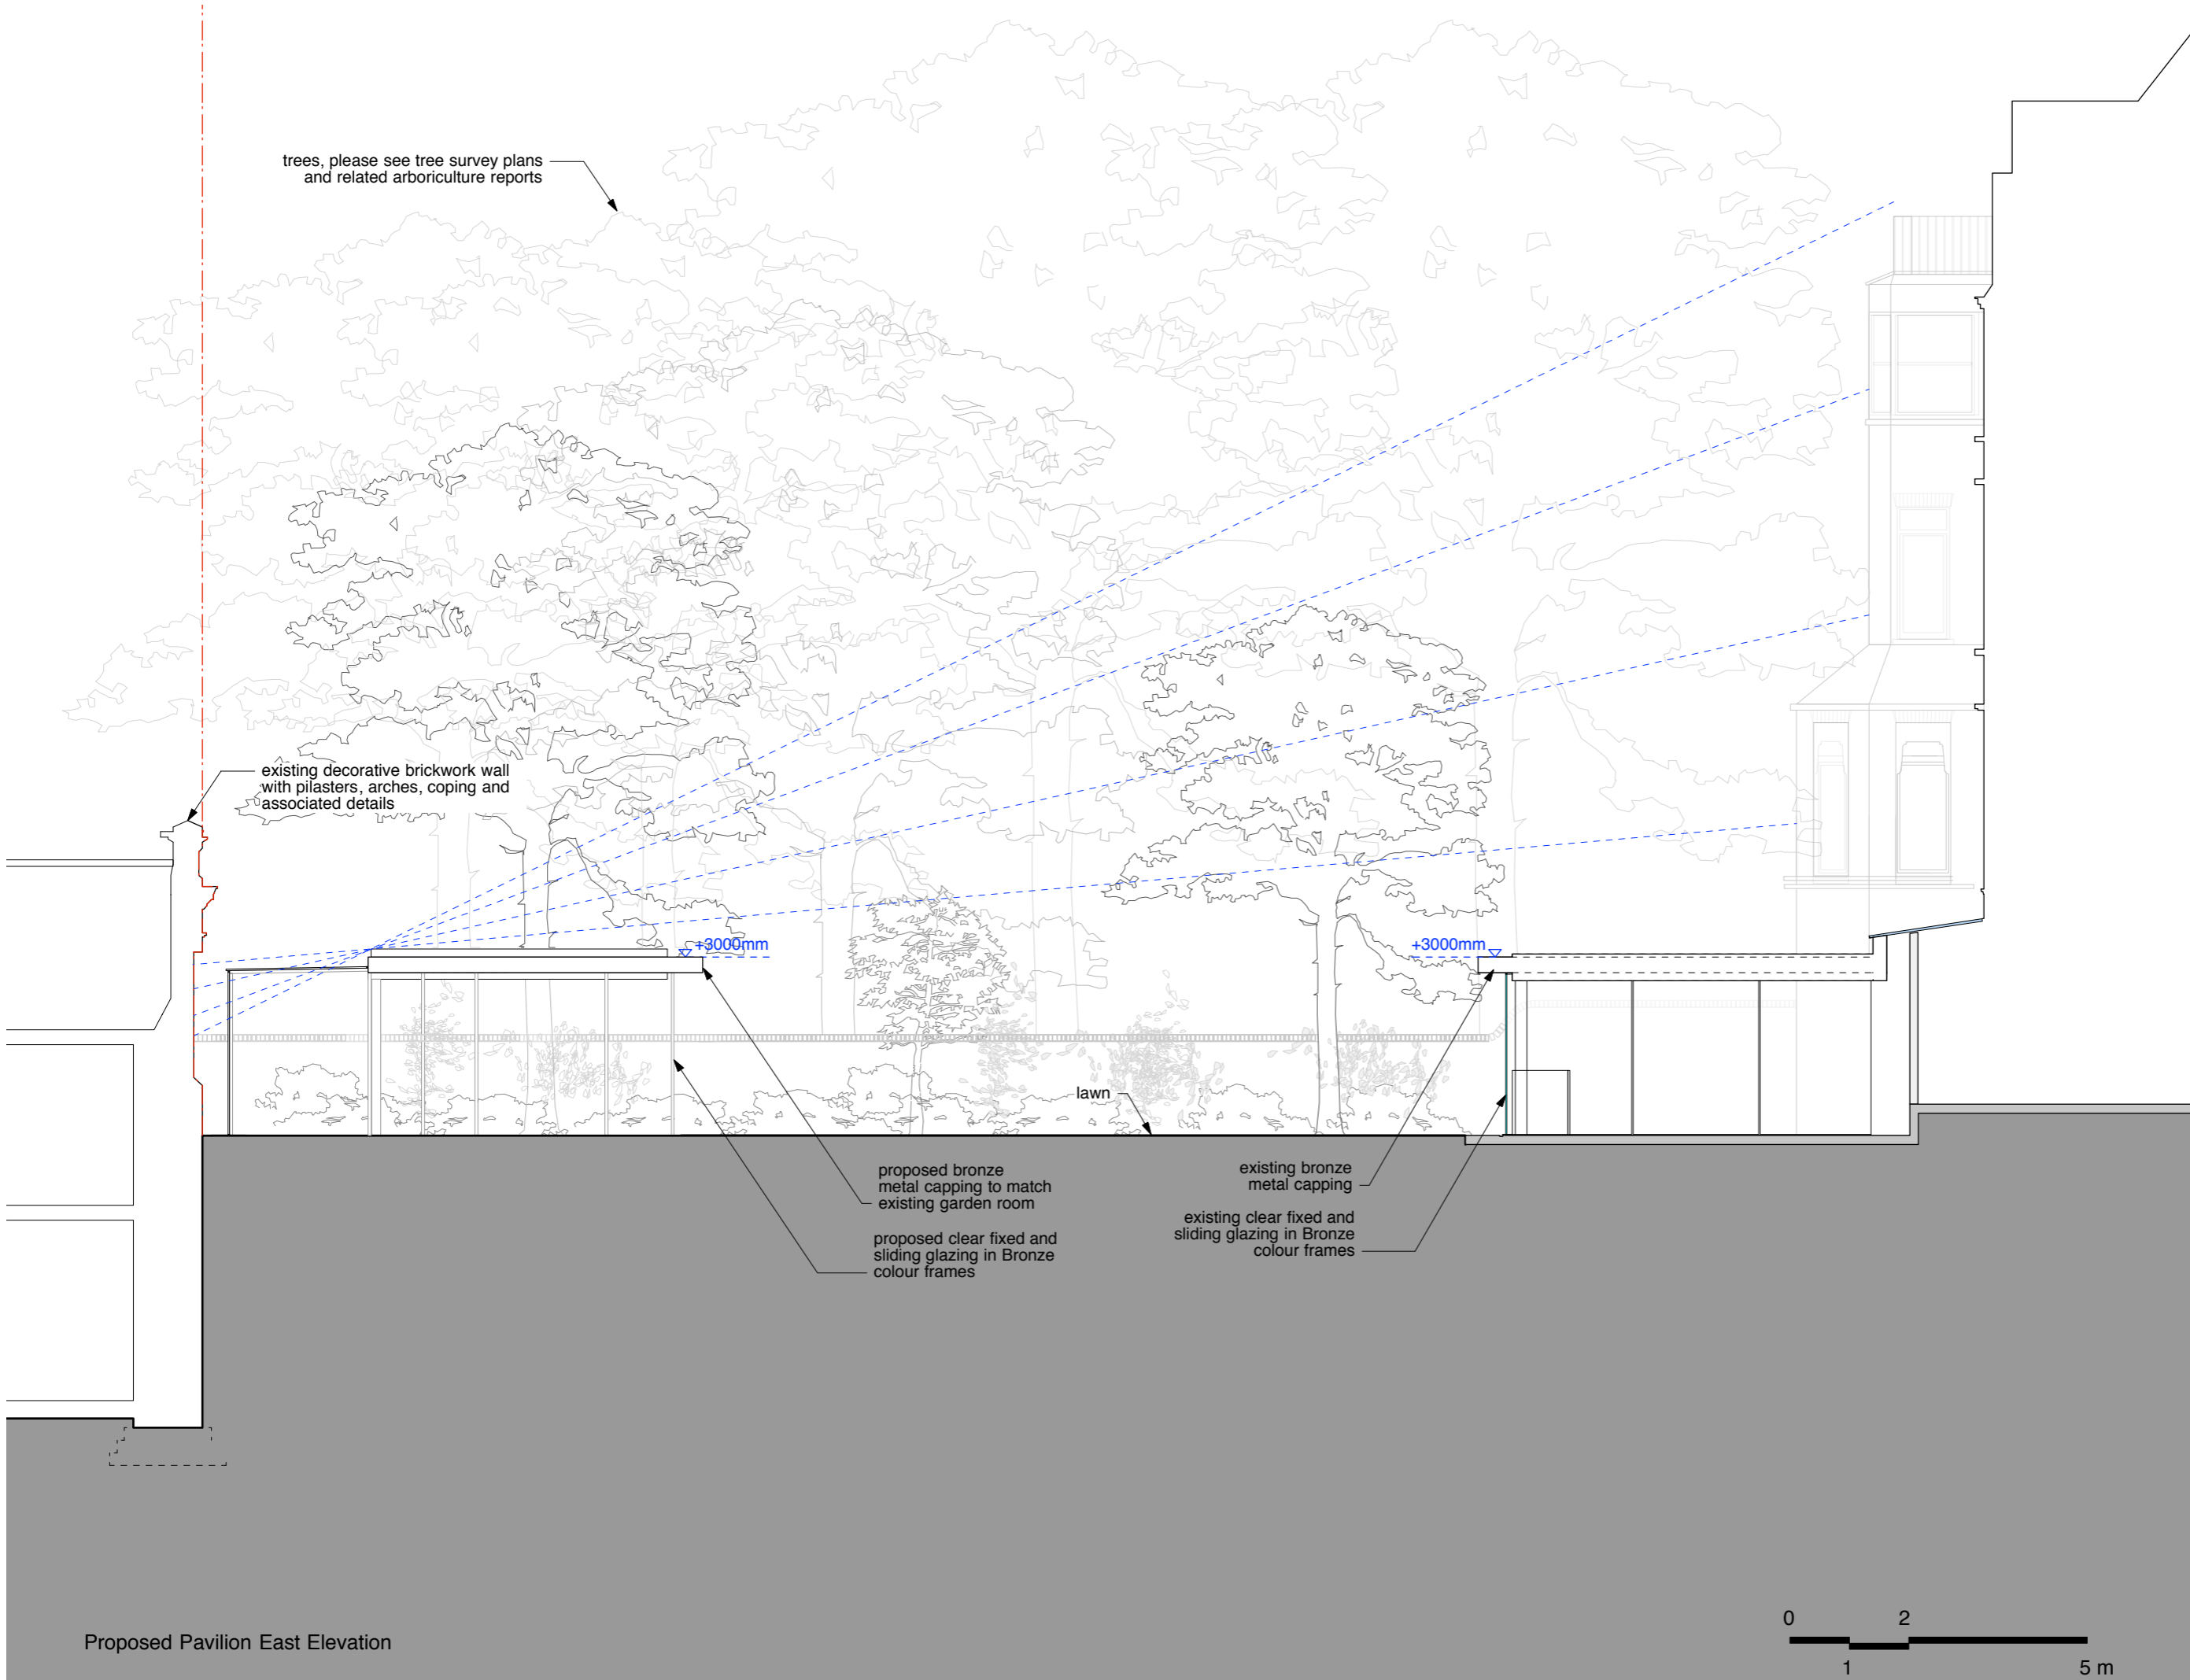 trees, please see tree survey plans
and related arboriculture reports
existing decorative brickwork wall
with pilasters, arches, coping and
associated details
+3000mm
+3000mm
lawn
proposed bronze
metal capping to match
existing garden room
existing bronze
metal capping
proposed clear fixed and
sliding glazing in Bronze
colour frames
existing clear fixed and
sliding glazing in Bronze
colour frames
Proposed Pavilion East Elevation
0 2
1 5 m